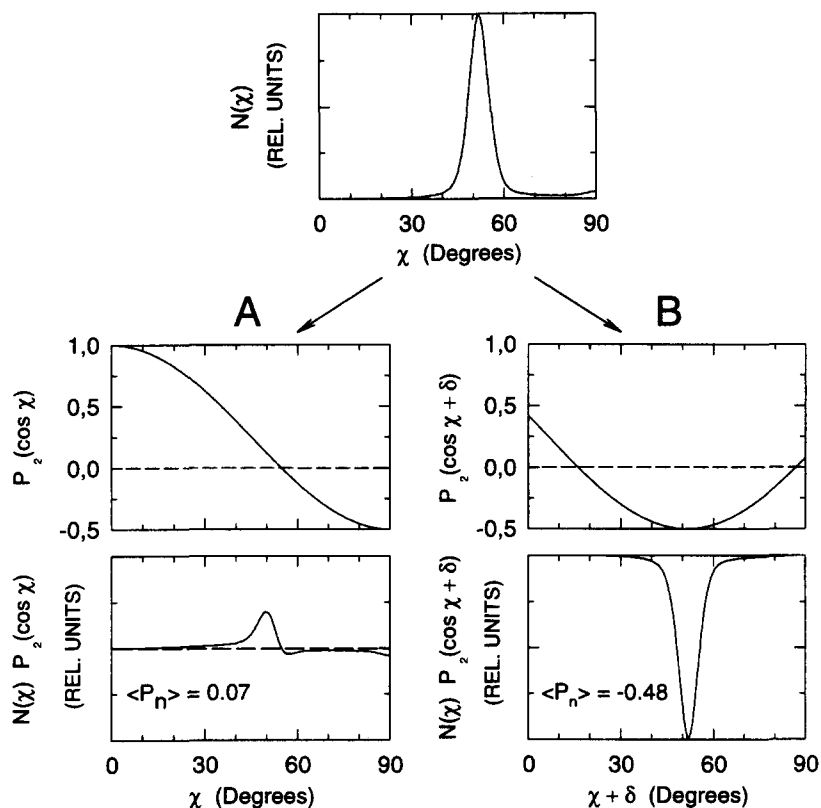 N(χ)
(REL. UNITS)
0 30 60 90
χ (Degrees)
A
P₂(cos χ)
1,0
0,5
0,0
-0,5
N(χ) P₂(cos χ)
(REL. UNITS)
<Pn> = 0.07
0 30 60 90
χ (Degrees)
B
P₂(cos χ + δ)
1,0
0,5
0,0
-0,5
N(χ) P₂(cos χ + δ)
(REL. UNITS)
<Pn> = -0.48
0 30 60 90
χ + δ (Degrees)